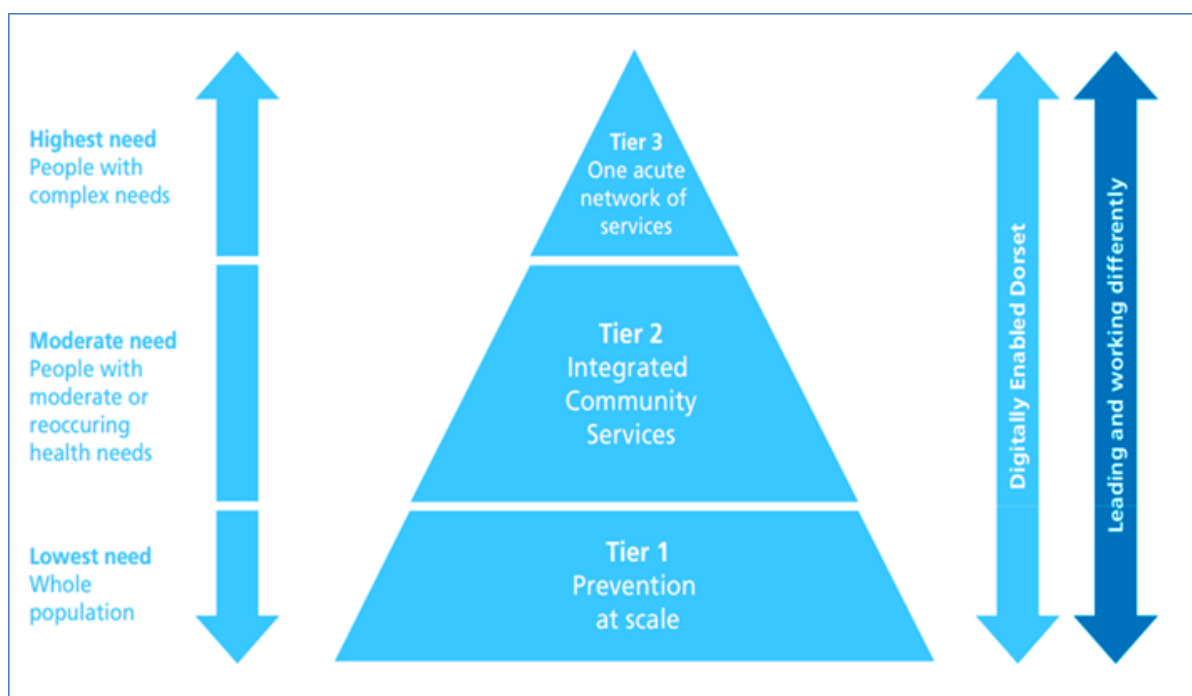 Highest need
People with
complex needs
Moderate need
People with
moderate or
reoccuring
health needs
Lowest need
Whole
population
Tier 3
One acute
network of
services
Tier 2
Integrated
Community
Services
Tier 1
Prevention
at scale
Digitally Enabled Dorset
Leading and working differently